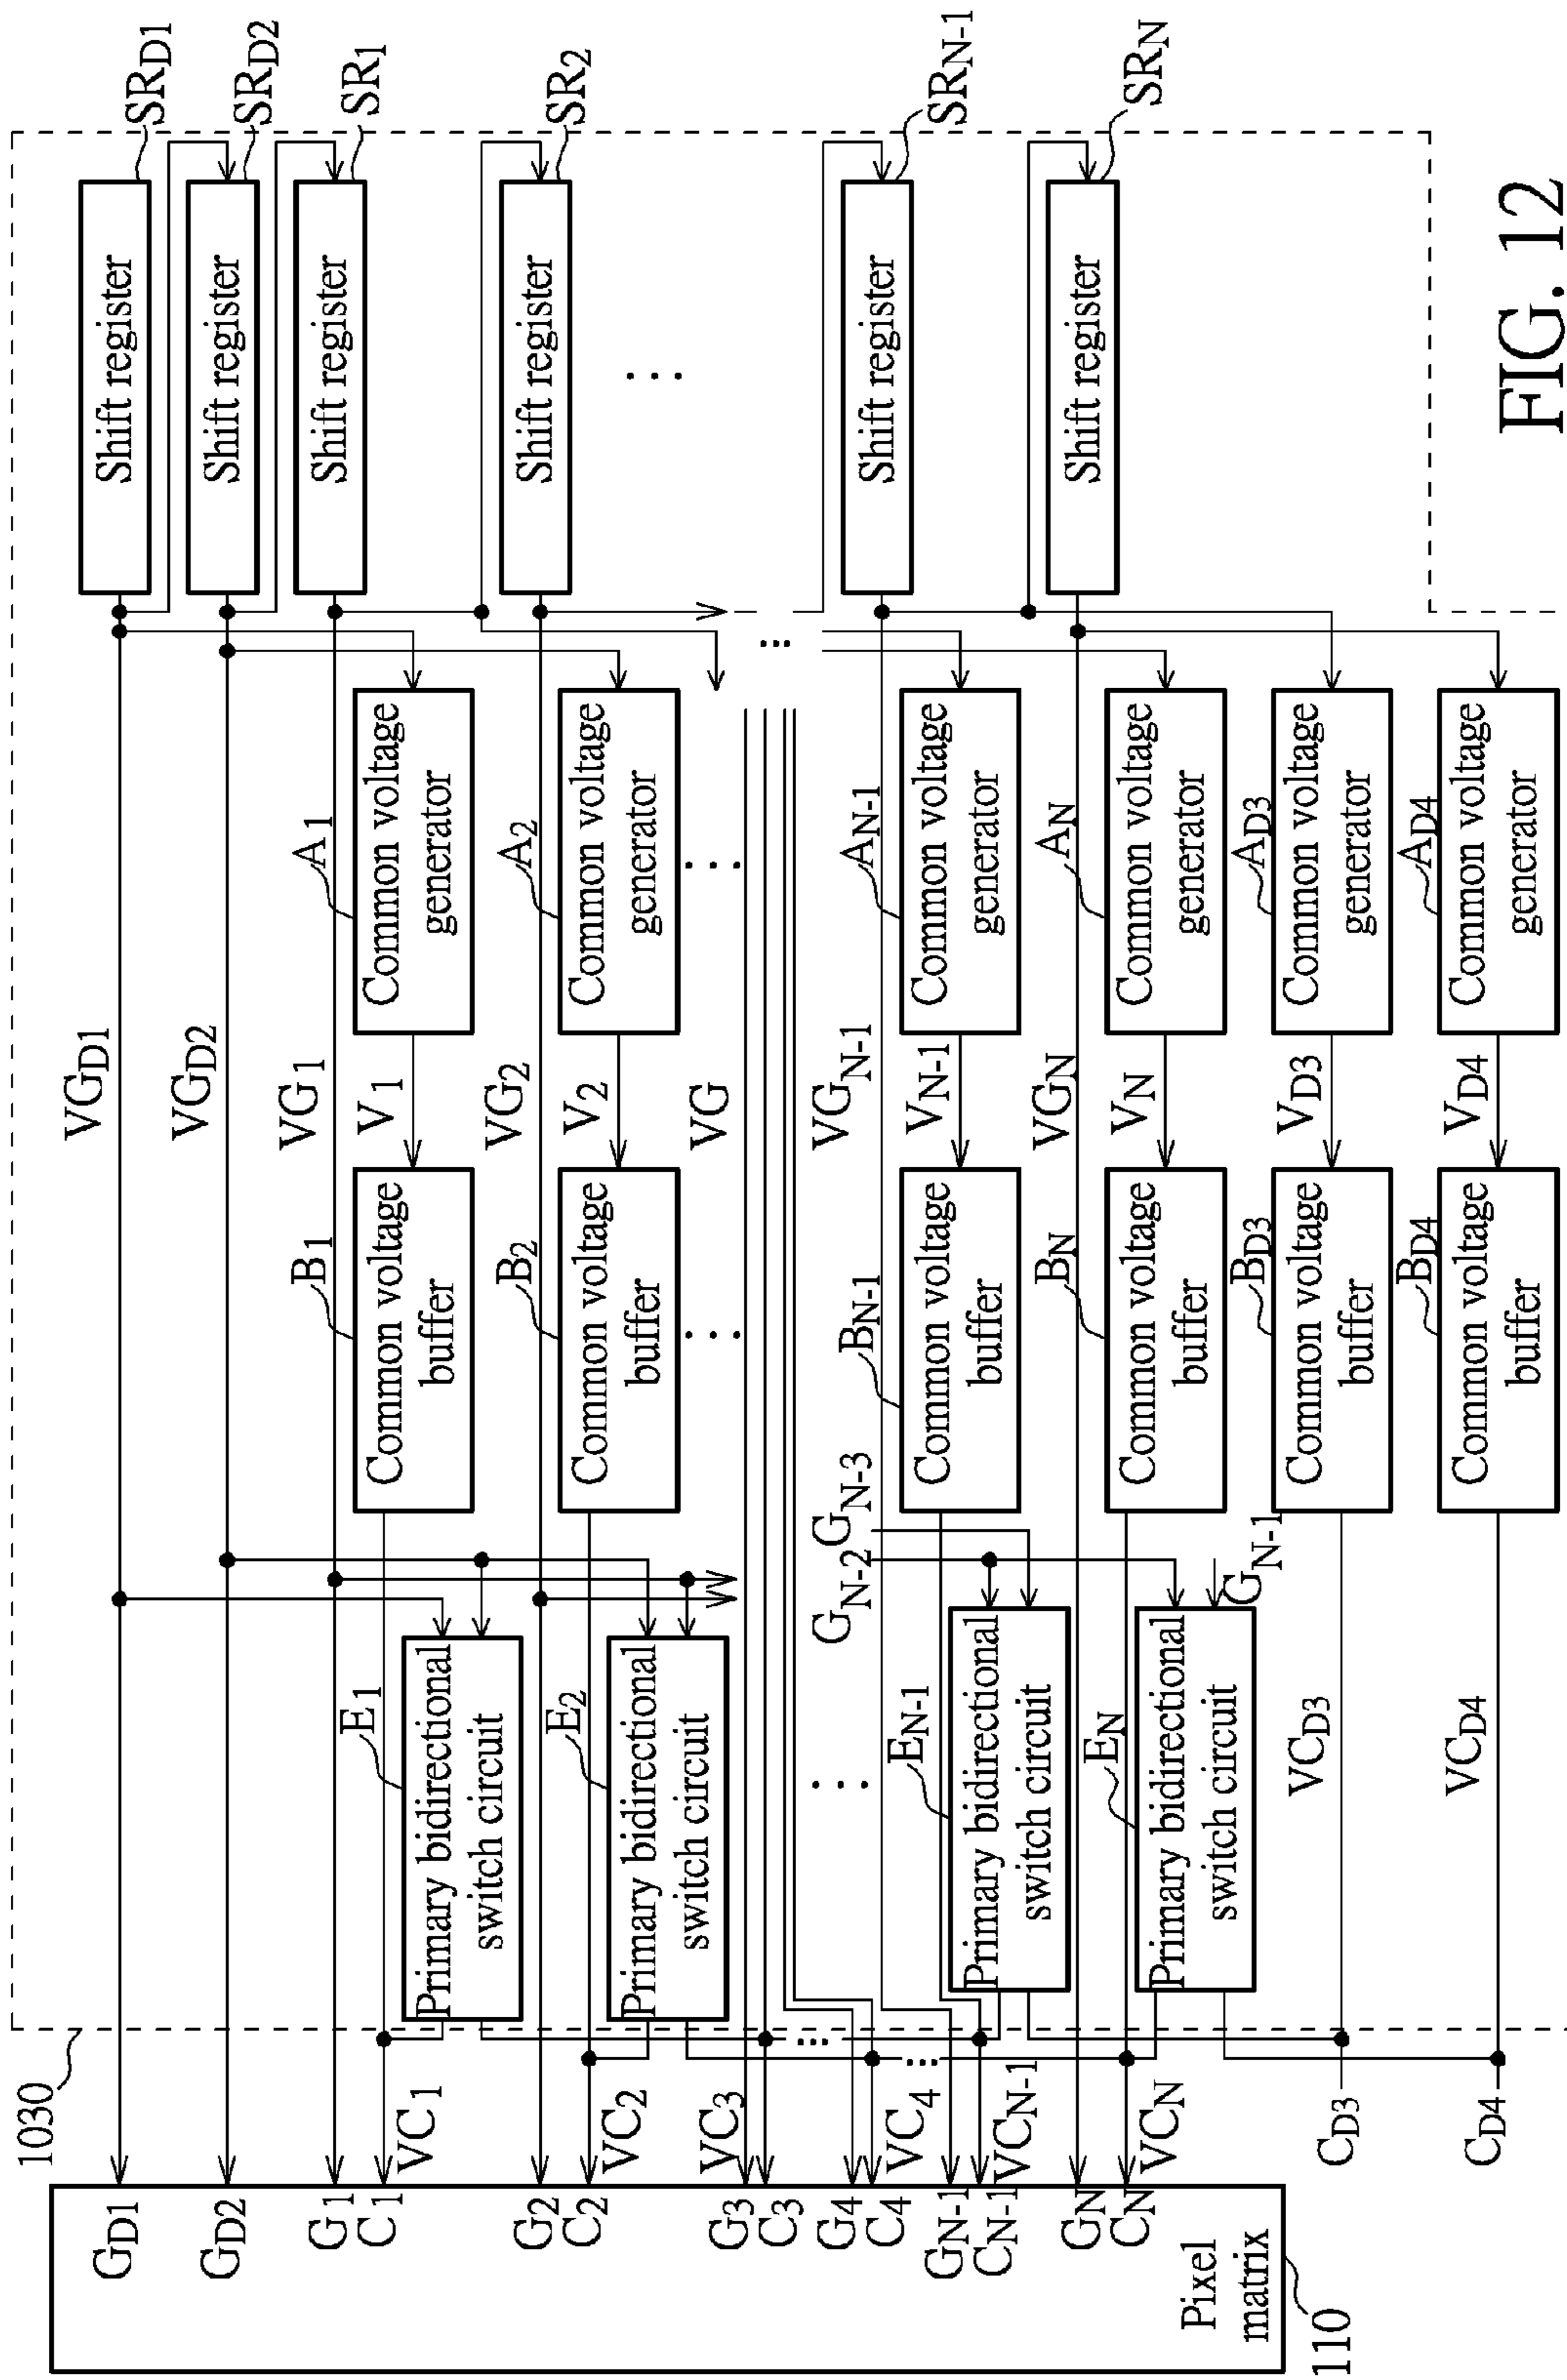 1030
SRD1
SRD2
SR1
SR2
SRN-1
SRN
Shift register
Shift register
Shift register
Shift register
...
Shift register
Shift register
VGD1
VGD2
VG1
VG2
VG
VGN-1
VGN
A1
Common voltage
generator
A2
Common voltage
generator
...
...
AN-1
Common voltage
generator
AN
Common voltage
generator
AD3
Common voltage
generator
AD4
Common voltage
generator
V1
V2
VN-1
VN
VD3
VD4
B1
Common voltage
buffer
B2
Common voltage
buffer
...
BN-1
Common voltage
buffer
BN
Common voltage
buffer
BD3
Common voltage
buffer
BD4
Common voltage
buffer
GN-3
GN-2
GN-1
E1
Primary bidirectional
switch circuit
E2
Primary bidirectional
switch circuit
...
EN-1
Primary bidirectional
switch circuit
EN
Primary bidirectional
switch circuit
VCD3
VCD4
...
...
VC1
VC2
VC3
VC4
VCN-1
VCN
CD3
CD4
GD1
GD2
G1
C1
G2
C2
G3
C3
G4
C4
GN-1
CN-1
GN
CN
Pixel
matrix
110
FIG. 12